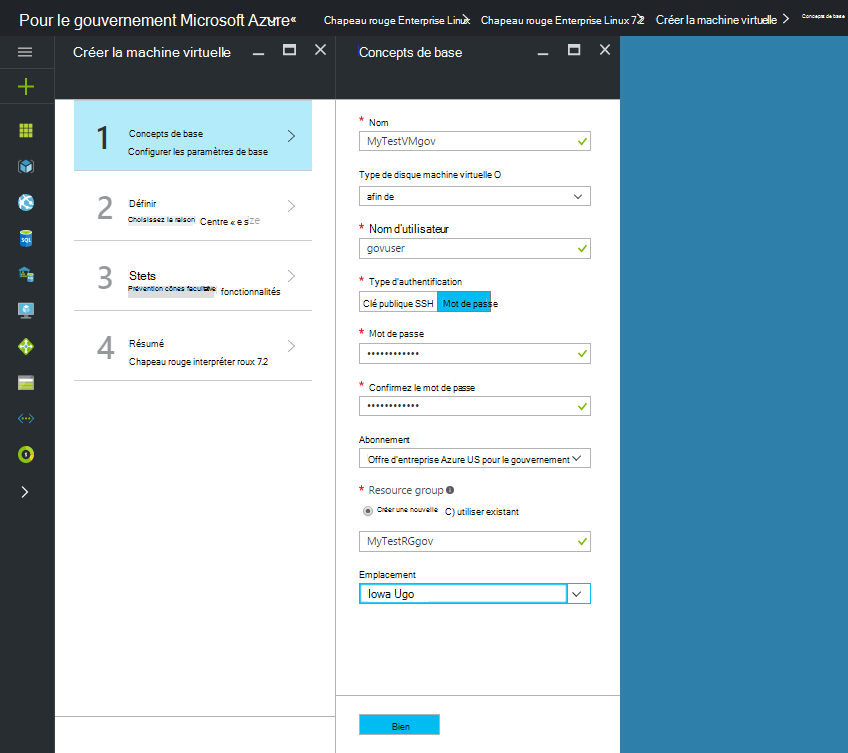 Pour le gouvernement Microsoft Azure« Chapeau rouge Enterprise Linux Chapeau rouge Enterprise Linux 7.2 Créer la machine virtuelle Concepts de base
Créer la machine virtuelle
Concepts de base
1 Concepts de base
Configurer les paramètres de base
2 Définir
Choisissez le raison Centre « e size
3 Stets
Prévention cônes facultative fonctionnalités
4 Résumé
Chapeau rouge interpréter roux 7.2
* Nom
MyTestVMgov
Type de disque machine virtuelle O
afin de
* Nom d'utilisateur
govuser
* Type d'authentification
Clé publique SSH Mot de passe
* Mot de passe
••••••••••••
* Confirmez le mot de passe
••••••••••••
Abonnement
Offre d'entreprise Azure US pour le gouvernement
* Resource group
Créer une nouvelle C) utiliser existant
MyTestRGgov
Emplacement
Iowa Ugo
Bien
SQL